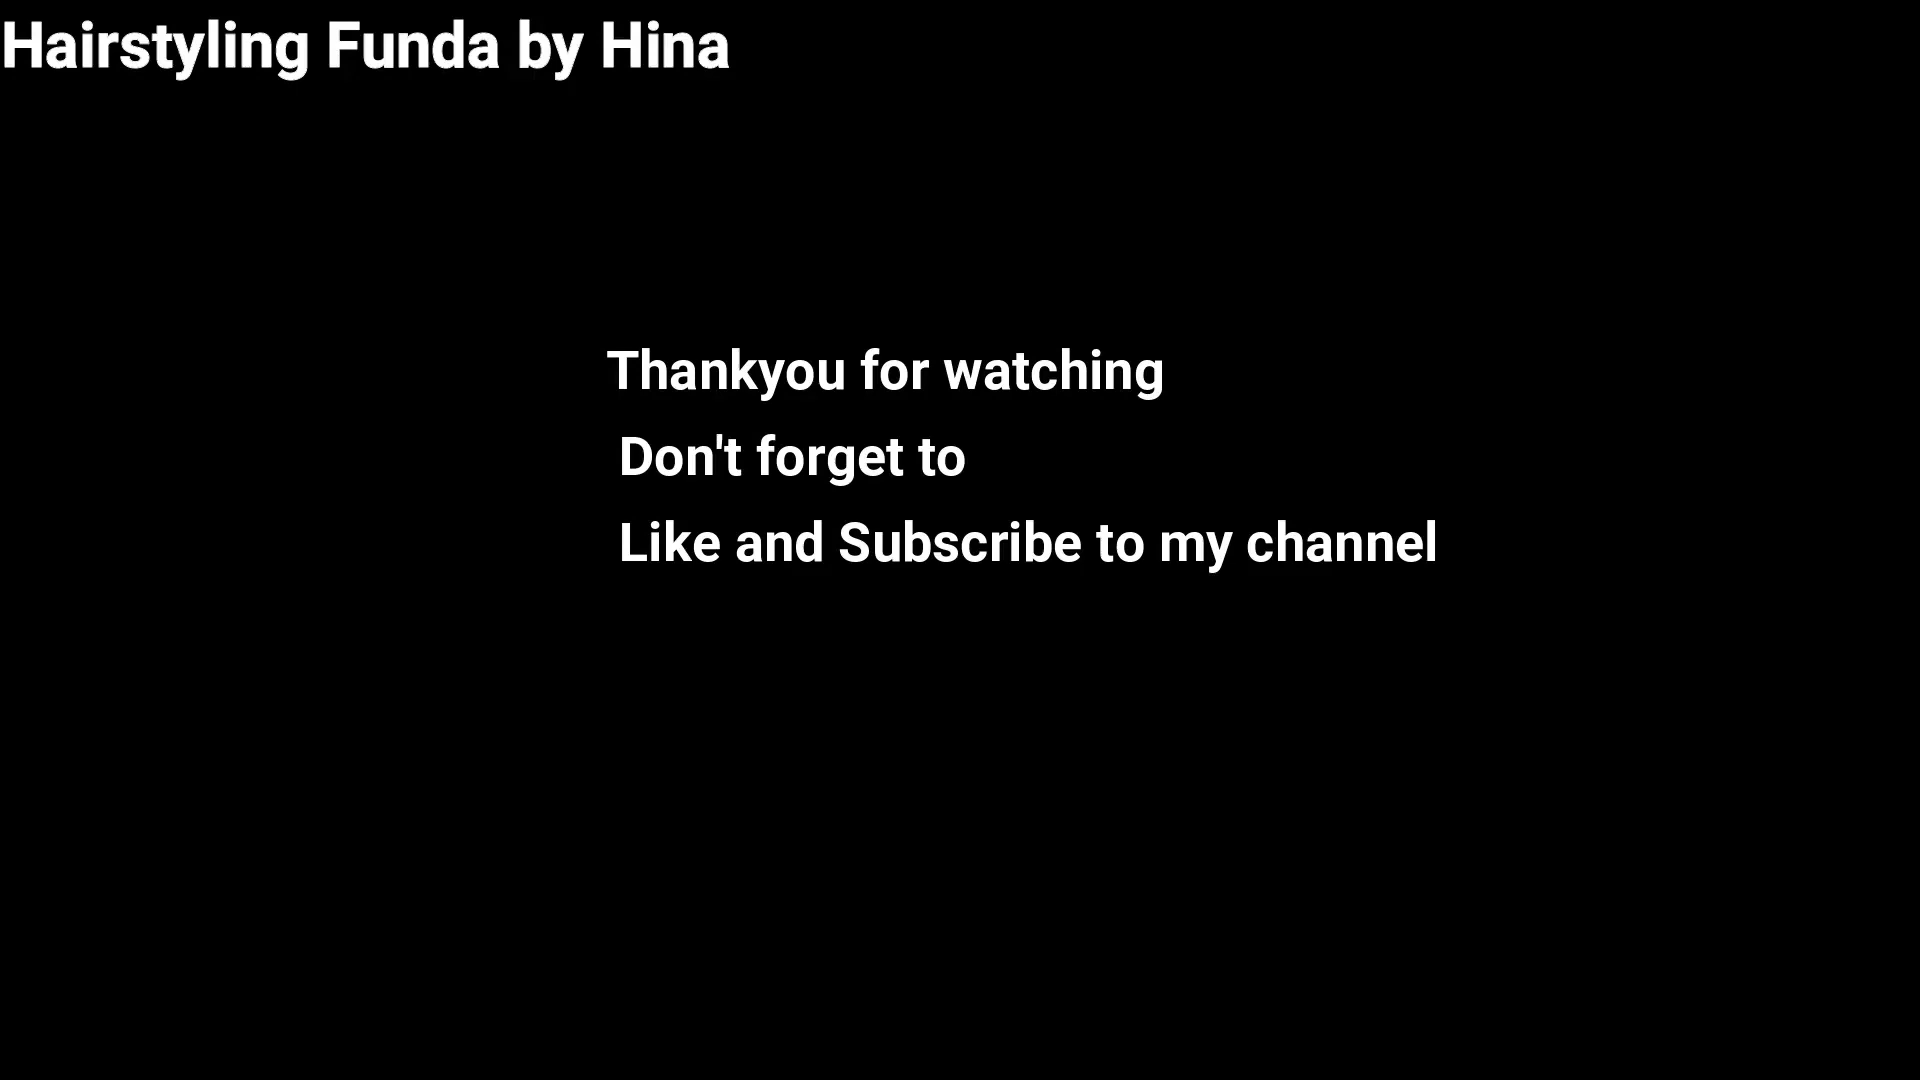 Hairstyling Funda by Hina
Thankyou for watching
Don't forget to
Like and Subscribe to my channel